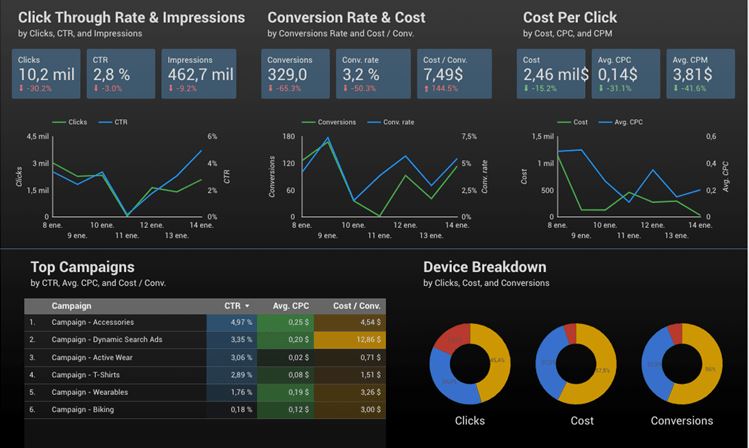 Click Through Rate & Impressions
by Clicks, CTR, and Impressions
Clicks
10,2 mil
-30.2%
CTR
2,8 %
-3.0%
Impressions
462,7 mil
-9.2%
Clicks CTR
4,5 mil
3 mil
1,5 mil
0
Clicks
6%
4%
2%
0%
CTR
8 ene. 10 ene. 12 ene. 14 ene.
9 ene. 11 ene. 13 ene.
Conversion Rate & Cost
by Conversions Rate and Cost / Conv.
Conversions
329,0
-65.3%
Conv. rate
3,2 %
-50.3%
Cost / Conv.
7,49$
144.5%
Conversions Conv. rate
180
120
60
0
Conversions
7,5%
5%
2,5%
0%
Conv. rate
8 ene. 10 ene. 12 ene. 14 ene.
9 ene. 11 ene. 13 ene.
Cost Per Click
by Cost, CPC, and CPM
Cost
2,46 mil$
-15.2%
Avg. CPC
0,14$
-31.1%
Avg. CPM
3,81$
-41.6%
Cost Avg. CPC
1,5 mil
1 mil
500
0
Cost
0,6
0,4
0,2
0
Avg. CPC
8 ene. 10 ene. 12 ene. 14 ene.
9 ene. 11 ene. 13 ene.
Top Campaigns
by CTR, Avg. CPC, and Cost / Conv.
Campaign CTR Avg. CPC Cost / Conv.
1. Campaign - Accessories 4,97 % 0,25 $ 4,54 $
2. Campaign - Dynamic Search Ads 3,35 % 0,20 $ 12,86 $
3. Campaign - Active Wear 3,06 % 0,02 $ 0,71 $
4. Campaign - T-Shirts 2,89 % 0,08 $ 1,51 $
5. Campaign - Wearables 1,76 % 0,19 $ 3,26 $
6. Campaign - Biking 0,18 % 0,12 $ 3,00 $
Device Breakdown
by Clicks, Cost, and Conversions
45,4%
57,8%
56%
Clicks
Cost
Conversions